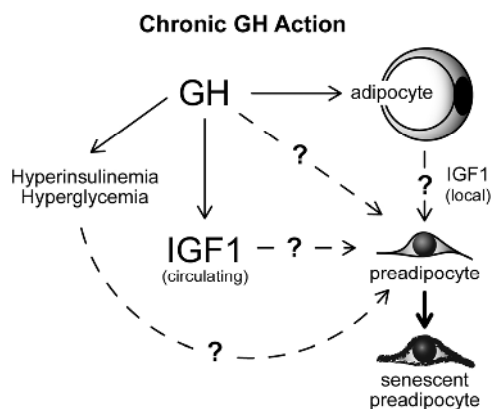 Chronic GH Action
GH
adipocyte
?
Hyperinsulinemia
Hyperglycemia
?
IGF1
(local)
IGF1
(circulating)
?
preadipocyte
?
senescent
preadipocyte